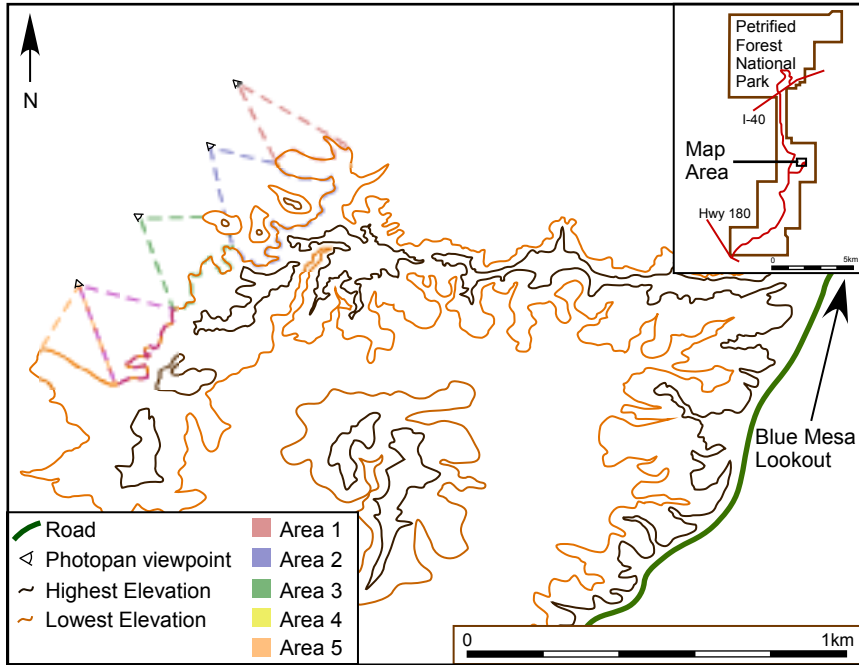 N
Petrified
Forest
National
Park
I-40
Map
Area
Hwy 180
0 5km
Blue Mesa
Lookout
Road
Photopan viewpoint
Highest Elevation
Lowest Elevation
Area 1
Area 2
Area 3
Area 4
Area 5
0 1km